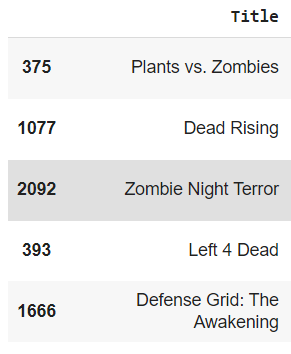 Title
375 Plants vs. Zombies
1077 Dead Rising
2092 Zombie Night Terror
393 Left 4 Dead
1666 Defense Grid: The
Awakening